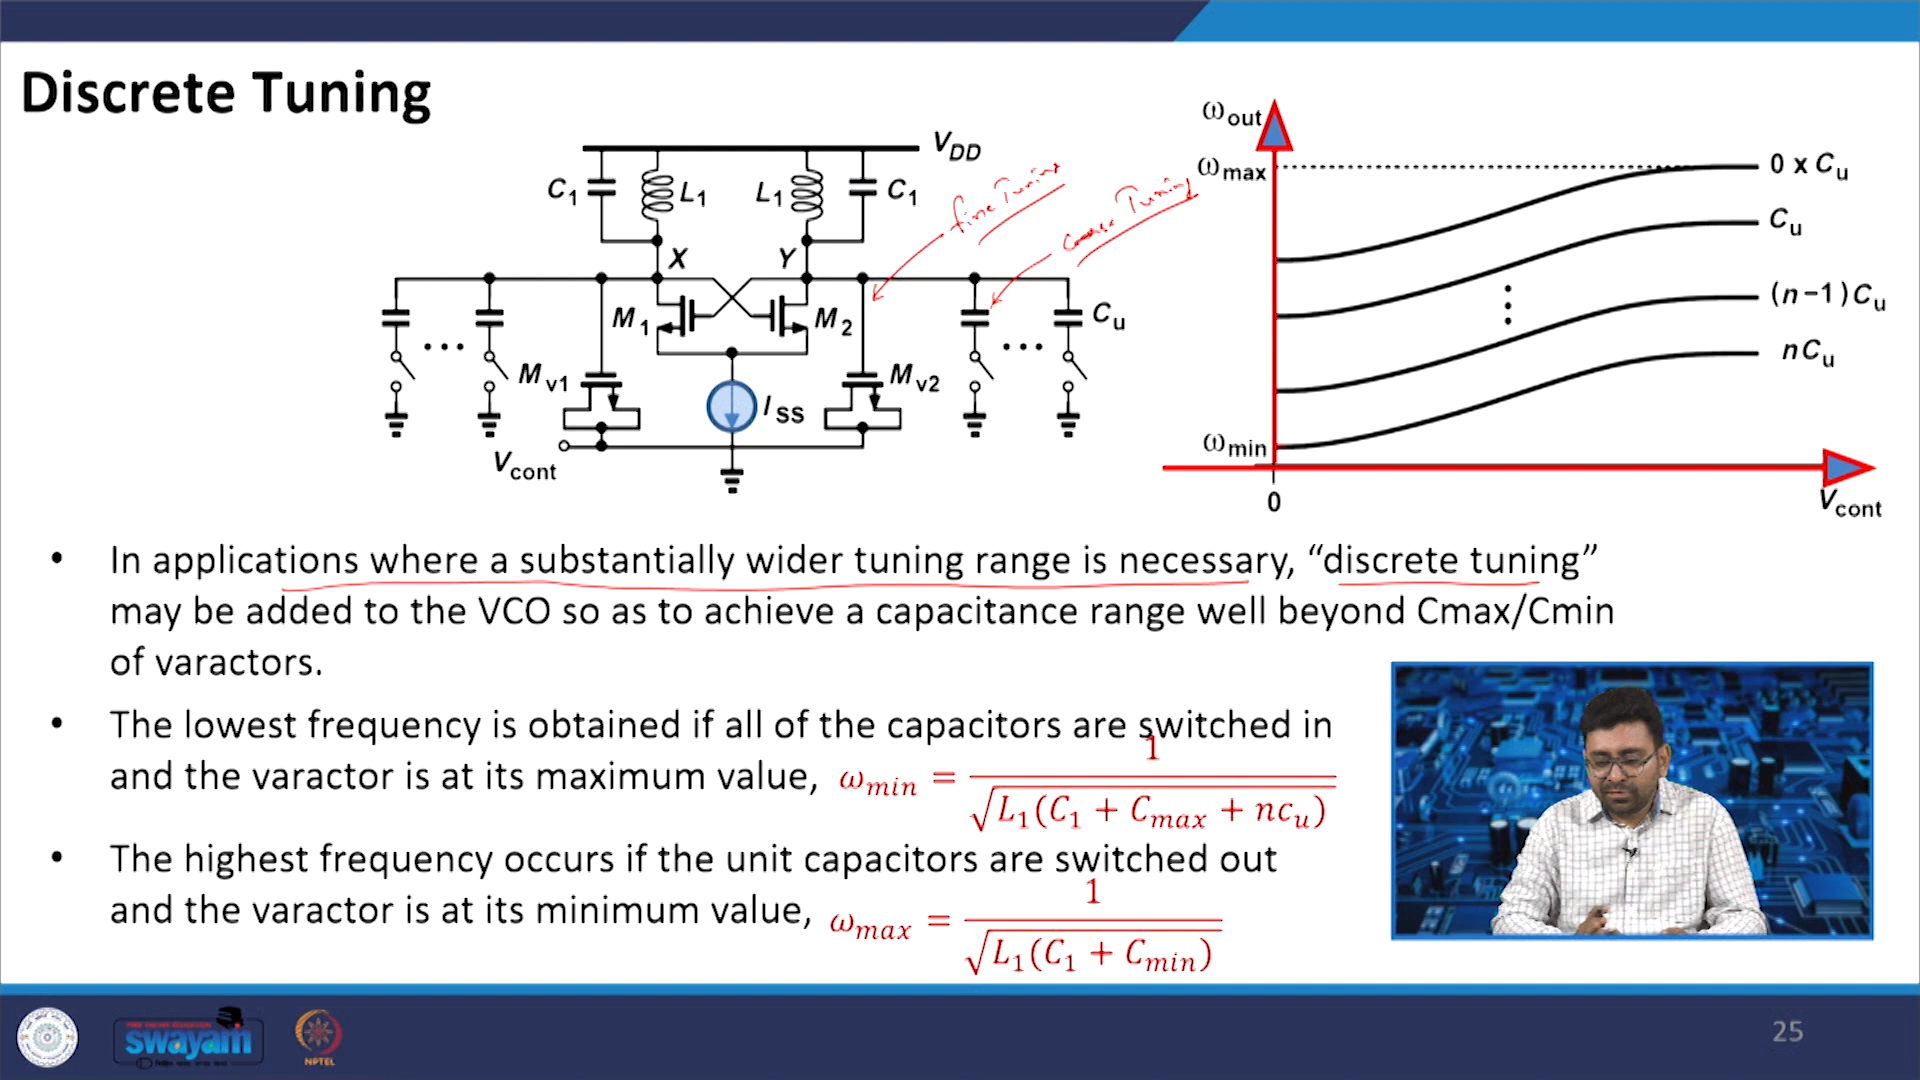 Discrete Tuning
V_DD
C_1 L_1 L_1 C_1
fine Tuning
coarse Tuning
X Y
M_1 M_2
C_u
M_v1 M_v2
I_SS
V_cont
ω_out
ω_max
0 x C_u
C_u
(n−1)C_u
nC_u
ω_min
0
V_cont
• In applications where a substantially wider tuning range is necessary, “discrete tuning”
may be added to the VCO so as to achieve a capacitance range well beyond Cmax/Cmin
of varactors.
• The lowest frequency is obtained if all of the capacitors are switched in
and the varactor is at its maximum value, ω_min = 1/√(L_1(C_1 + C_max + nc_u))
• The highest frequency occurs if the unit capacitors are switched out
and the varactor is at its minimum value, ω_max = 1/√(L_1(C_1 + C_min))
swayam
NPTEL
25